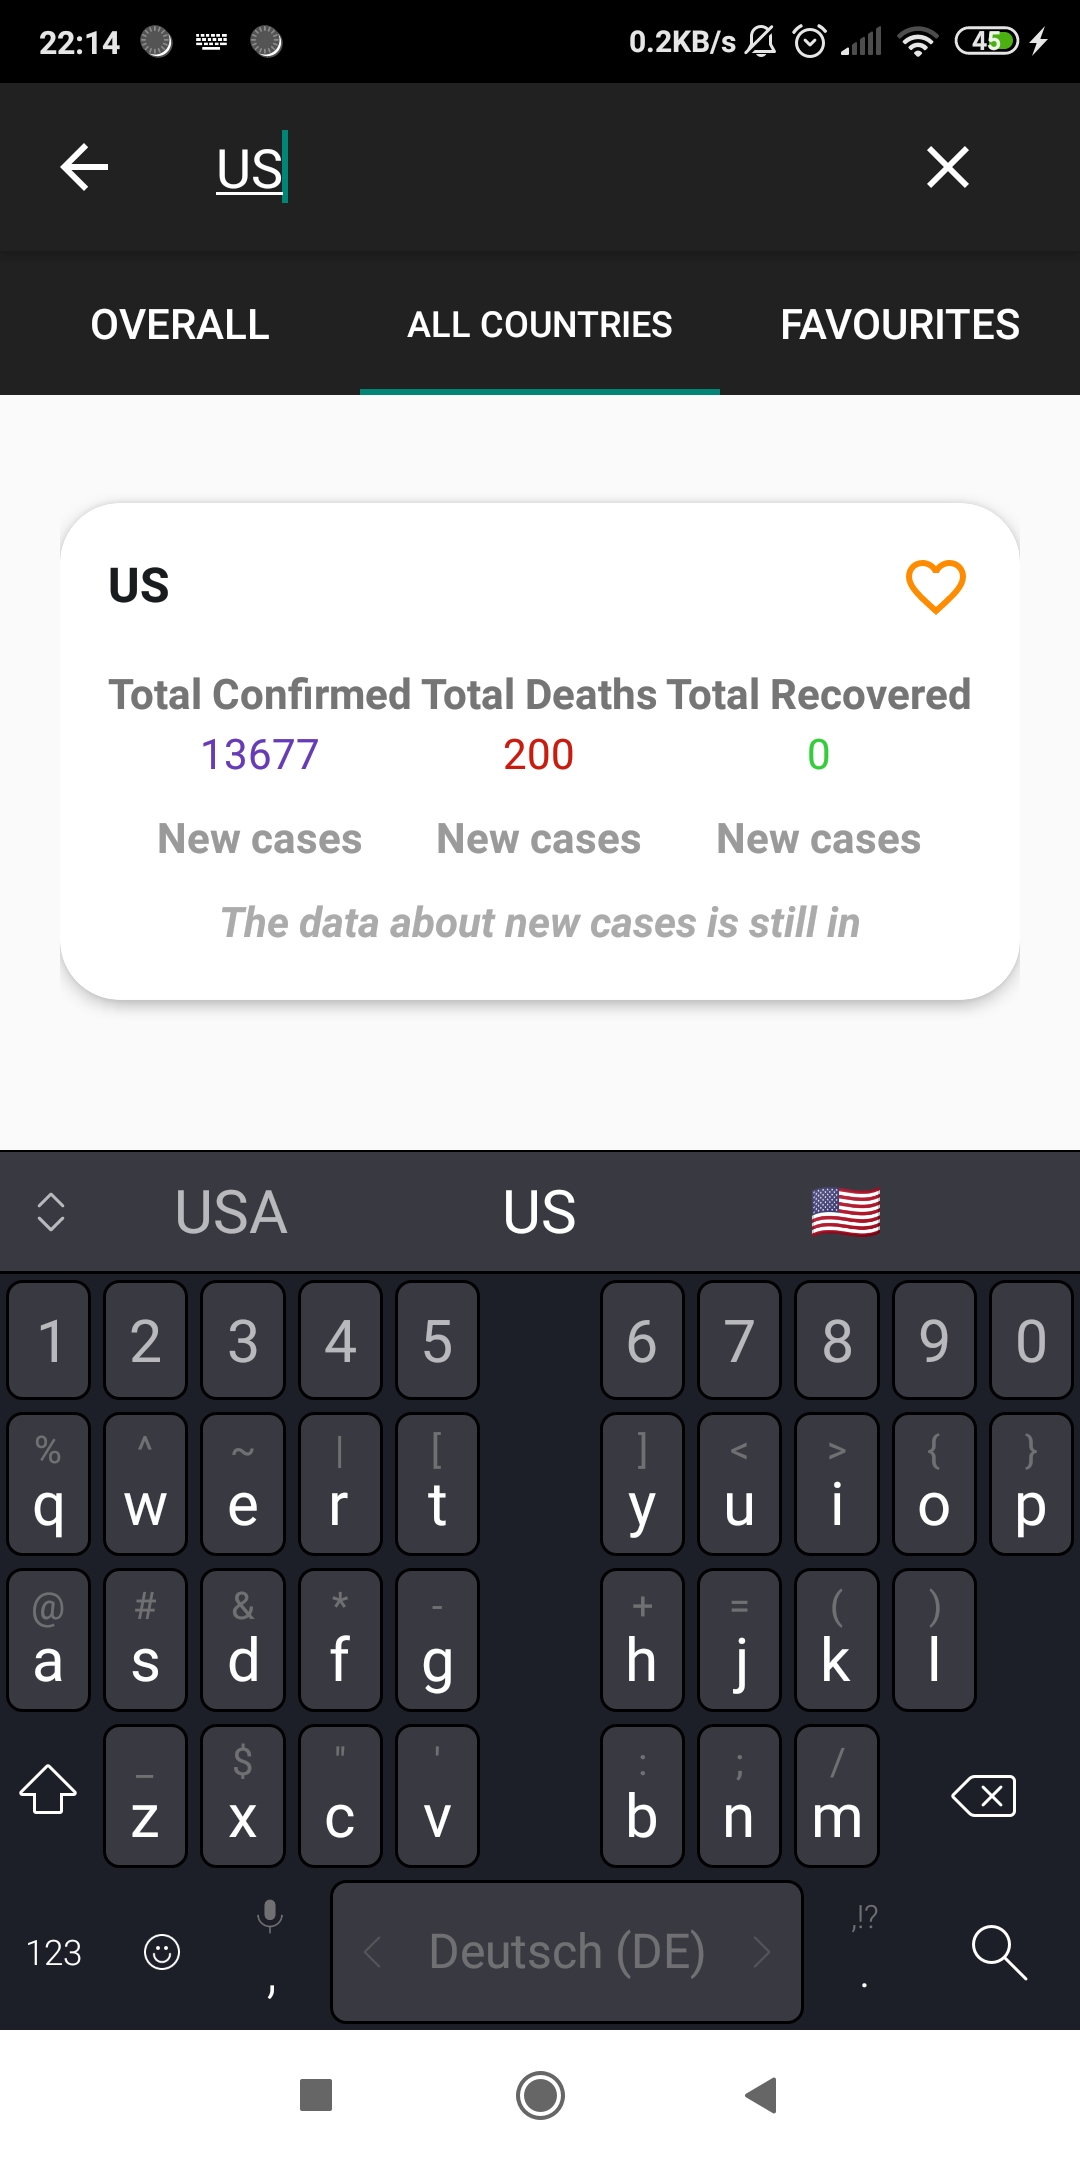 22:14 0.2KB/s 45
US
OVERALL ALL COUNTRIES FAVOURITES
US
Total Confirmed Total Deaths Total Recovered
13677 200 0
New cases New cases New cases
The data about new cases is still in
USA US
1 2 3 4 5 6 7 8 9 0
% ^ ~ | [ ] < > { }
q w e r t y u i o p
@ # & * - + = ( )
a s d f g h j k l
_ $ " ' : ; /
z x c v b n m
,!?
123 , Deutsch (DE) .